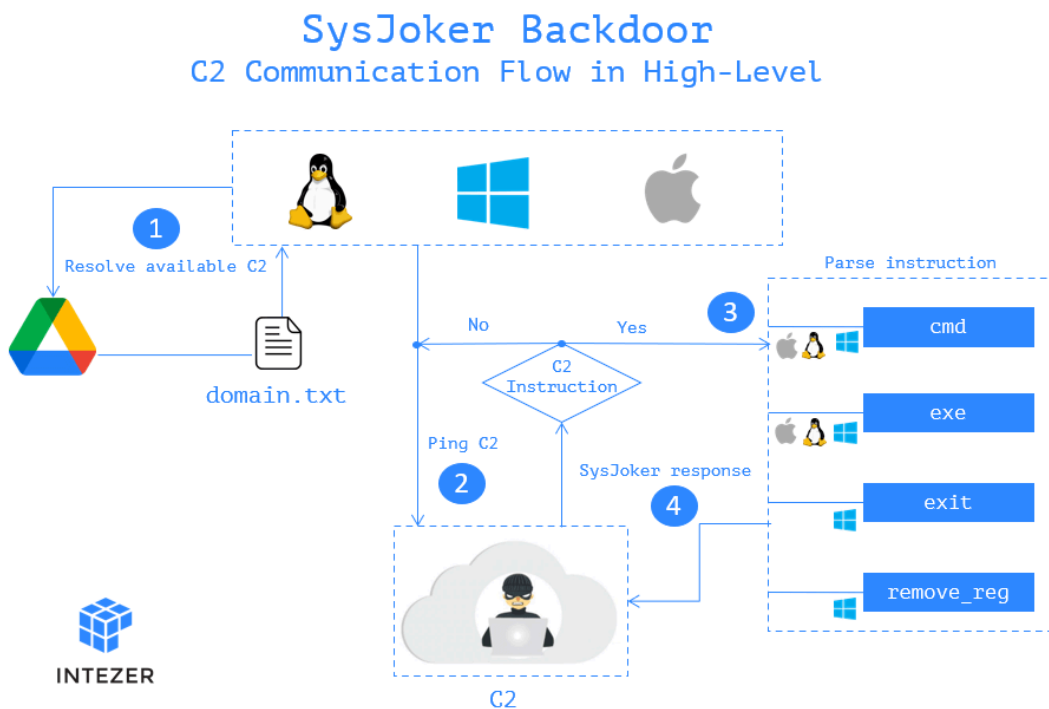 SysJoker Backdoor
C2 Communication Flow in High-Level
1
Resolve available C2
domain.txt
No
Yes
3
Parse instruction
C2
Instruction
cmd
exe
Ping C2
2
SysJoker response
4
exit
remove_reg
INTEZER
C2